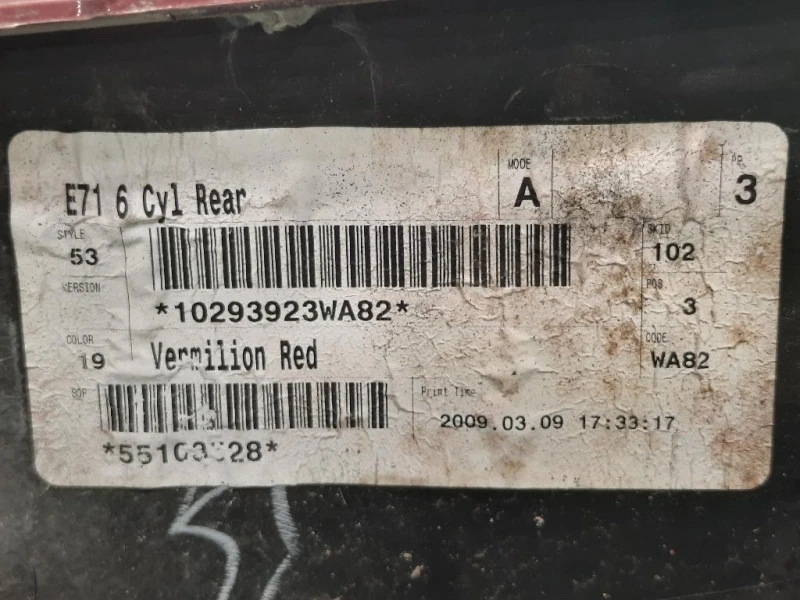 E71 6 Cyl Rear
MODE
A
3
STYLE
53
SKID
102
VERSION
*10293923WA82*
POS
3
COLOR
19
Vermilion Red
CODE
WA82
Print Time
2009.03.09 17:33:17